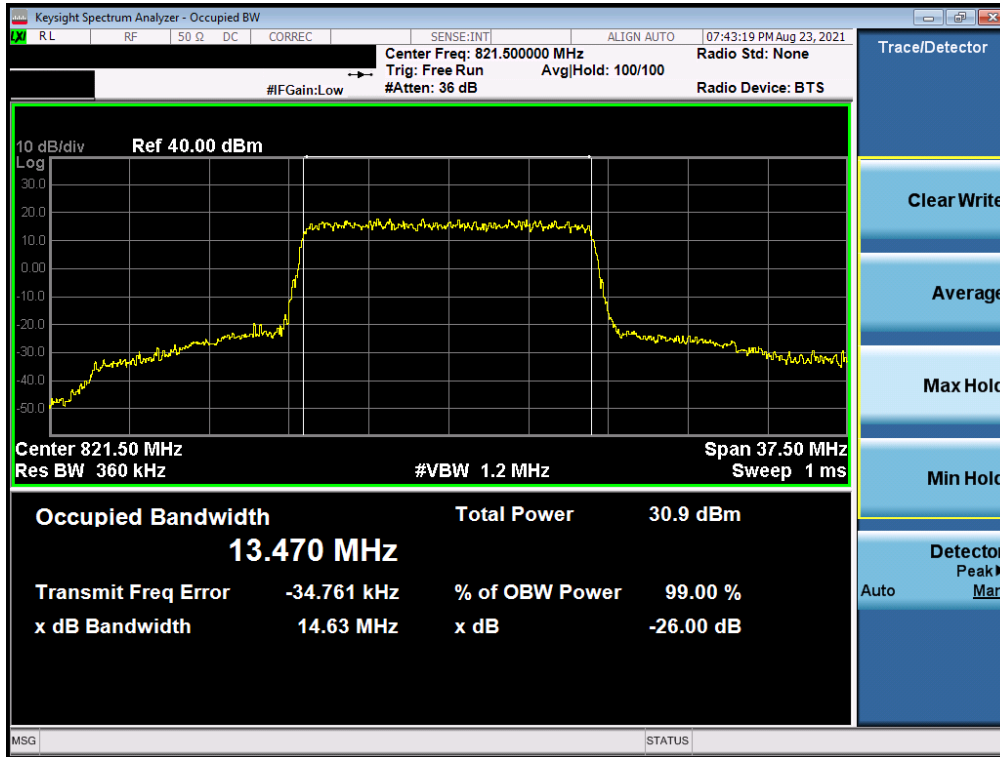 Keysight Spectrum Analyzer - Occupied BW
LXI RL RF 50 Ω DC CORREC SENSE:INT ALIGN AUTO 07:43:19 PM Aug 23, 2021
Center Freq: 821.500000 MHz Radio Std: None
Trig: Free Run Avg|Hold: 100/100
#IFGain:Low #Atten: 36 dB Radio Device: BTS
10 dB/div Ref 40.00 dBm
Log
30.0
20.0
10.0
0.00
-10.0
-20.0
-30.0
-40.0
-50.0
Center 821.50 MHz Span 37.50 MHz
Res BW 360 kHz #VBW 1.2 MHz Sweep 1 ms
Occupied Bandwidth Total Power 30.9 dBm
13.470 MHz
Transmit Freq Error -34.761 kHz % of OBW Power 99.00 %
x dB Bandwidth 14.63 MHz x dB -26.00 dB
MSG STATUS
Trace/Detector
Clear Write
Average
Max Hold
Min Hold
Detector
Peak
Auto Man